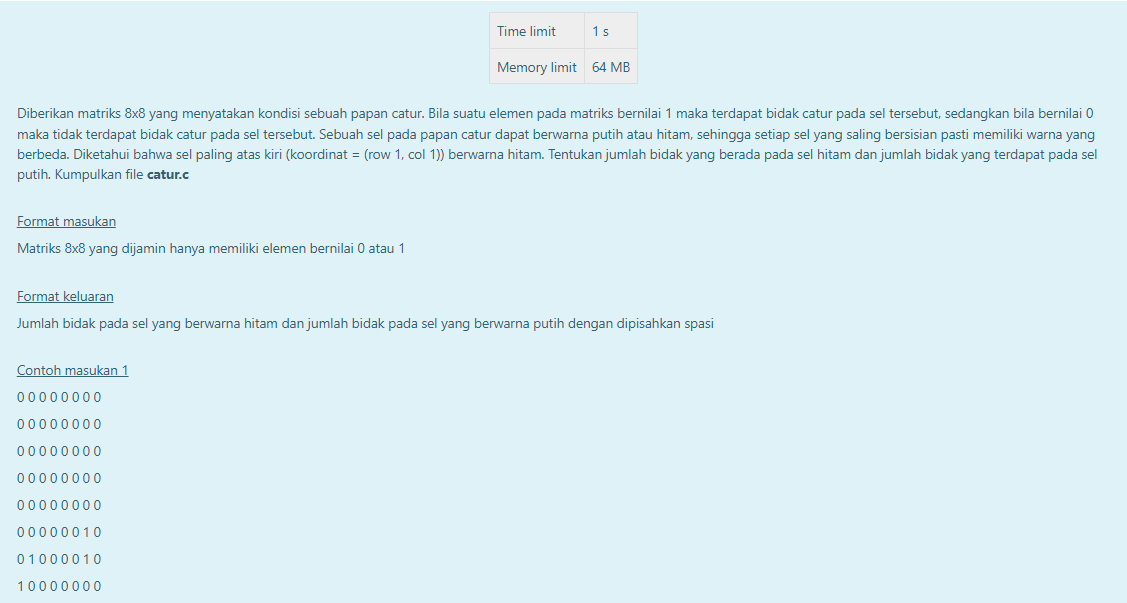 Time limit 1 s
Memory limit 64 MB
Diberikan matriks 8x8 yang menyatakan kondisi sebuah papan catur. Bila suatu elemen pada matriks bernilai 1 maka terdapat bidak catur pada sel tersebut, sedangkan bila bernilai 0
maka tidak terdapat bidak catur pada sel tersebut. Sebuah sel pada papan catur dapat berwarna putih atau hitam, sehingga setiap sel yang saling bersisian pasti memiliki warna yang
berbeda. Diketahui bahwa sel paling atas kiri (koordinat = (row 1, col 1)) berwarna hitam. Tentukan jumlah bidak yang berada pada sel hitam dan jumlah bidak yang terdapat pada sel
putih. Kumpulkan file catur.c
Format masukan
Matriks 8x8 yang dijamin hanya memiliki elemen bernilai 0 atau 1
Format keluaran
Jumlah bidak pada sel yang berwarna hitam dan jumlah bidak pada sel yang berwarna putih dengan dipisahkan spasi
Contoh masukan 1
0 0 0 0 0 0 0 0
0 0 0 0 0 0 0 0
0 0 0 0 0 0 0 0
0 0 0 0 0 0 0 0
0 0 0 0 0 0 0 0
0 0 0 0 0 0 1 0
0 1 0 0 0 0 1 0
1 0 0 0 0 0 0 0